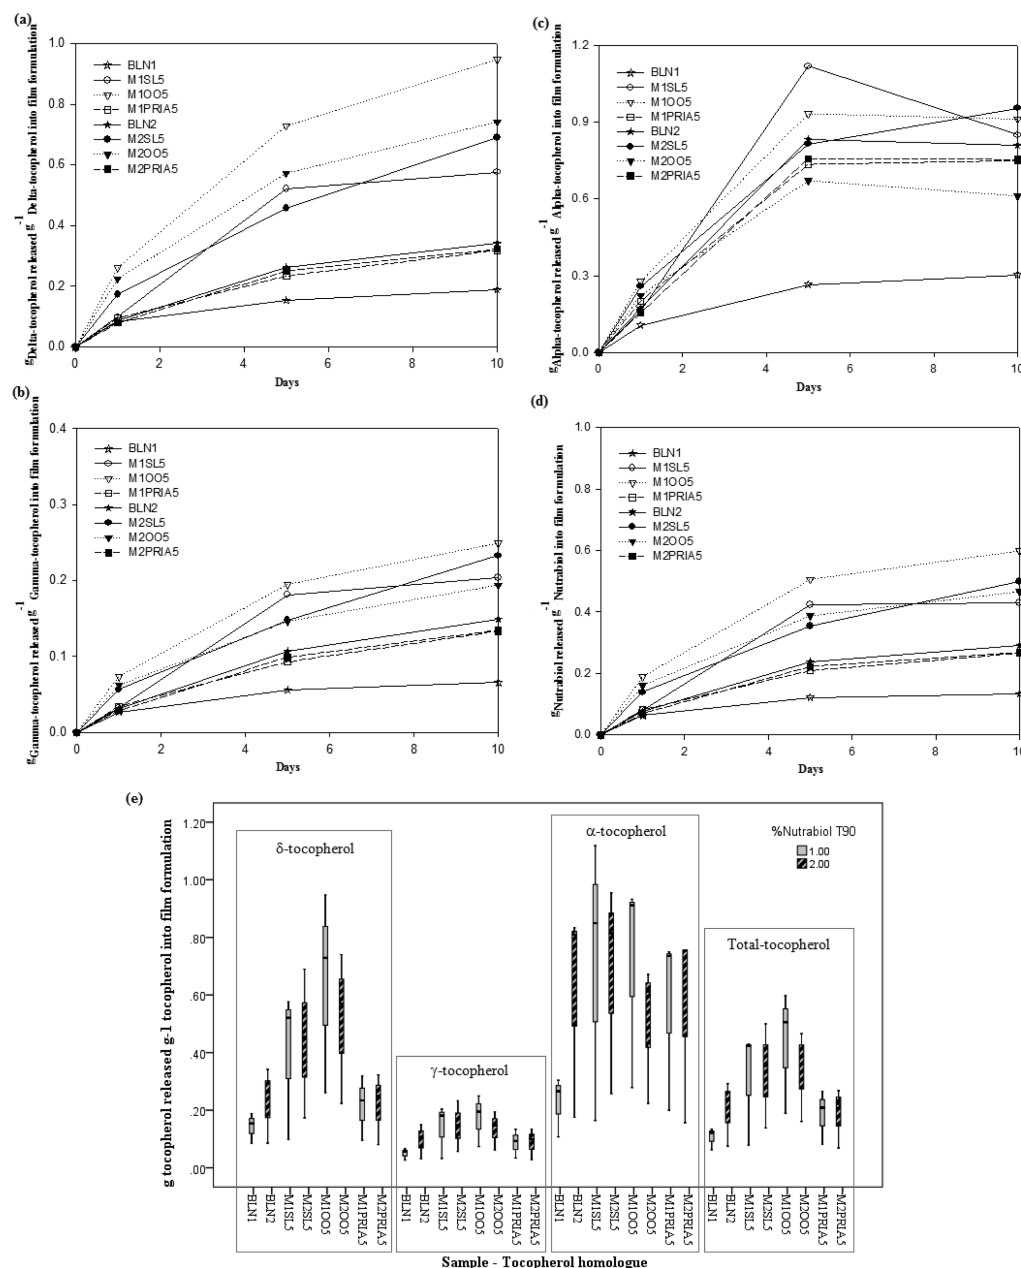 (a)
gDelta-tocopherol released g-1 Delta-tocopherol into film formulation
1.0
0.8
0.6
0.4
0.2
0.0
BLN1
M1SL5
M1OO5
M1PRIA5
BLN2
M2SL5
M2OO5
M2PRIA5
0 2 4 6 8 10
Days
(c)
gAlpha-tocopherol released g-1 Alpha-tocopherol into film formulation
1.2
0.9
0.6
0.3
0.0
BLN1
M1SL5
M1OO5
M1PRIA5
BLN2
M2SL5
M2OO5
M2PRIA5
0 2 4 6 8 10
Days
(b)
gGamma-tocopherol released g-1 Gamma-tocopherol into film formulation
0.4
0.3
0.2
0.1
0.0
BLN1
M1SL5
M1OO5
M1PRIA5
BLN2
M2SL5
M2OO5
M2PRIA5
0 2 4 6 8 10
Days
(d)
gNutrabiol released g-1 Nutrabiol into film formulation
1.0
0.8
0.6
0.4
0.2
0.0
BLN1
M1SL5
M1OO5
M1PRIA5
BLN2
M2SL5
M2OO5
M2PRIA5
0 2 4 6 8 10
Days
(e)
g tocopherol released g-1 tocopherol into film formulation
1.20
1.00
.80
.60
.40
.20
.00
δ-tocopherol
γ-tocopherol
α-tocopherol
Total-tocopherol
%Nutrabiol T90
1.00
2.00
BLN1 BLN2 M1SL5 M2SL5 M1OO5 M2OO5 M1PRIA5 M2PRIA5
BLN1 BLN2 M1SL5 M2SL5 M1OO5 M2OO5 M1PRIA5 M2PRIA5
BLN1 BLN2 M1SL5 M2SL5 M1OO5 M2OO5 M1PRIA5 M2PRIA5
BLN1 BLN2 M1SL5 M2SL5 M1OO5 M2OO5 M1PRIA5 M2PRIA5
Sample - Tocopherol homologue